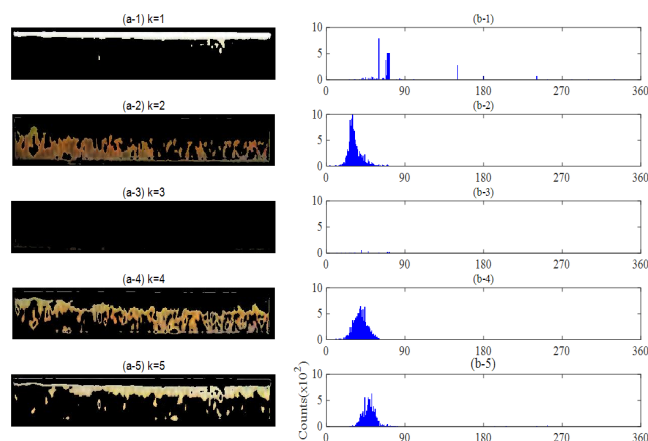 (a-1) k=1
(b-1)
10
5
0
0 90 180 270 360
(a-2) k=2
(b-2)
10
5
0
0 90 180 270 360
(a-3) k=3
(b-3)
10
5
0
0 90 180 270 360
(a-4) k=4
(b-4)
10
5
0
0 90 180 270 360
(a-5) k=5
(b-5)
Counts(x10²)
10
5
0
0 90 180 270 360